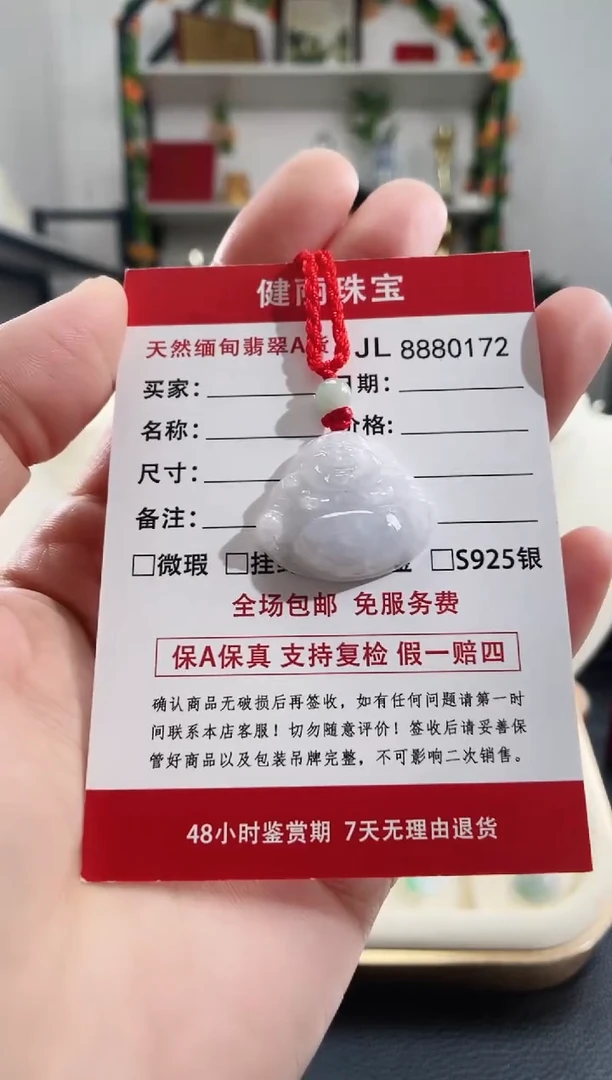 健雨珠宝
天然缅甸翡翠A货 JL 8880172
买家： 日期：
名称： 价格:
尺寸：
备注：
□微瑕 □挂 金 □S925银
全场包邮 免服务费
保A保真 支持复检 假一赔四
确认商品无破损后再签收，如有任何问题请第一时
间联系本店客服！切勿随意评价！签收后请妥善保
管好商品以及包装吊牌完整，不可影响二次销售。
48小时鉴赏期 7天无理由退货